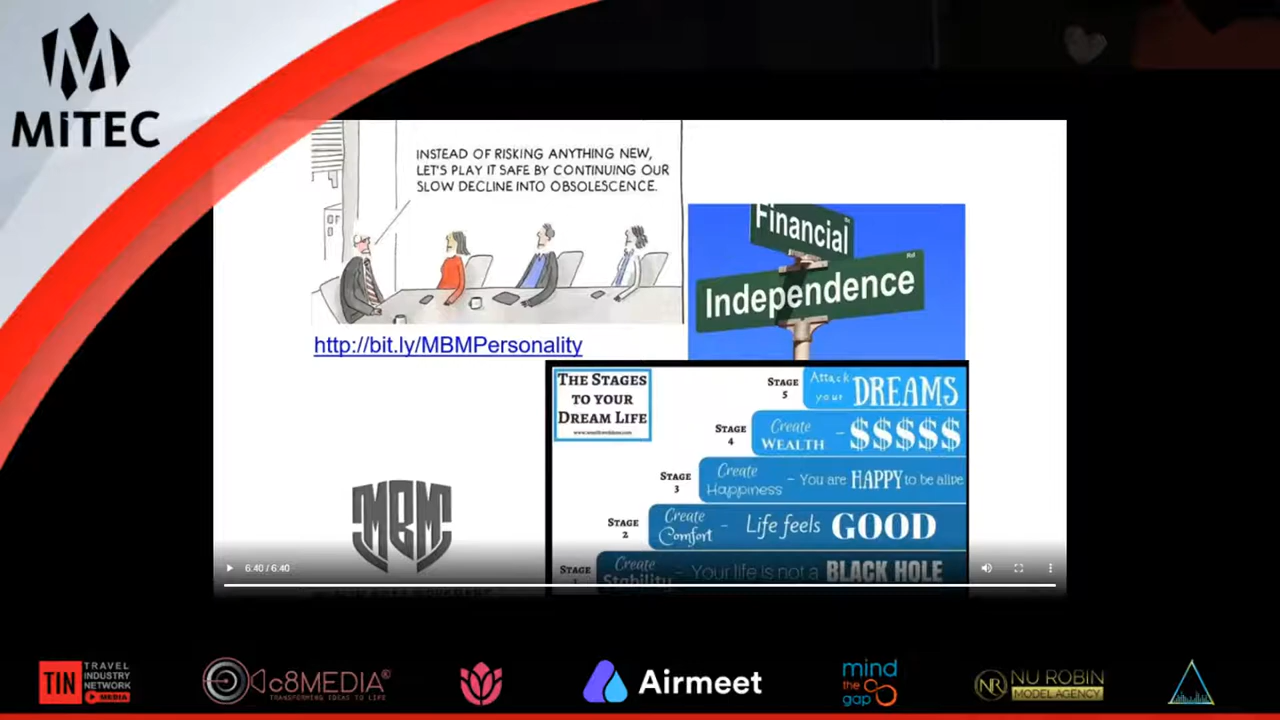 MiTEC
INSTEAD OF RISKING ANYTHING NEW,
LET'S PLAY IT SAFE BY CONTINUING OUR
SLOW DECLINE INTO OBSOLESCENCE.
Financial St
Independence Rd
http://bit.ly/MBMPersonality
THE STAGES
TO YOUR
DREAM LIFE
STAGE 5 Attack your DREAMS
STAGE 4 Create WEALTH – $$$$$
STAGE 3 Create Happiness – You are HAPPY to be alive
STAGE 2 Create Comfort – Life feels GOOD
STAGE 1 Create Stability – Your life is not a BLACK HOLE
MBM
6:40 / 6:40
TIN TRAVEL INDUSTRY NETWORK MEDIA
c8MEDIA®
TRANSFORMING IDEAS TO LIFE
Airmeet
mind the gap
NR NU ROBIN
MODEL AGENCY